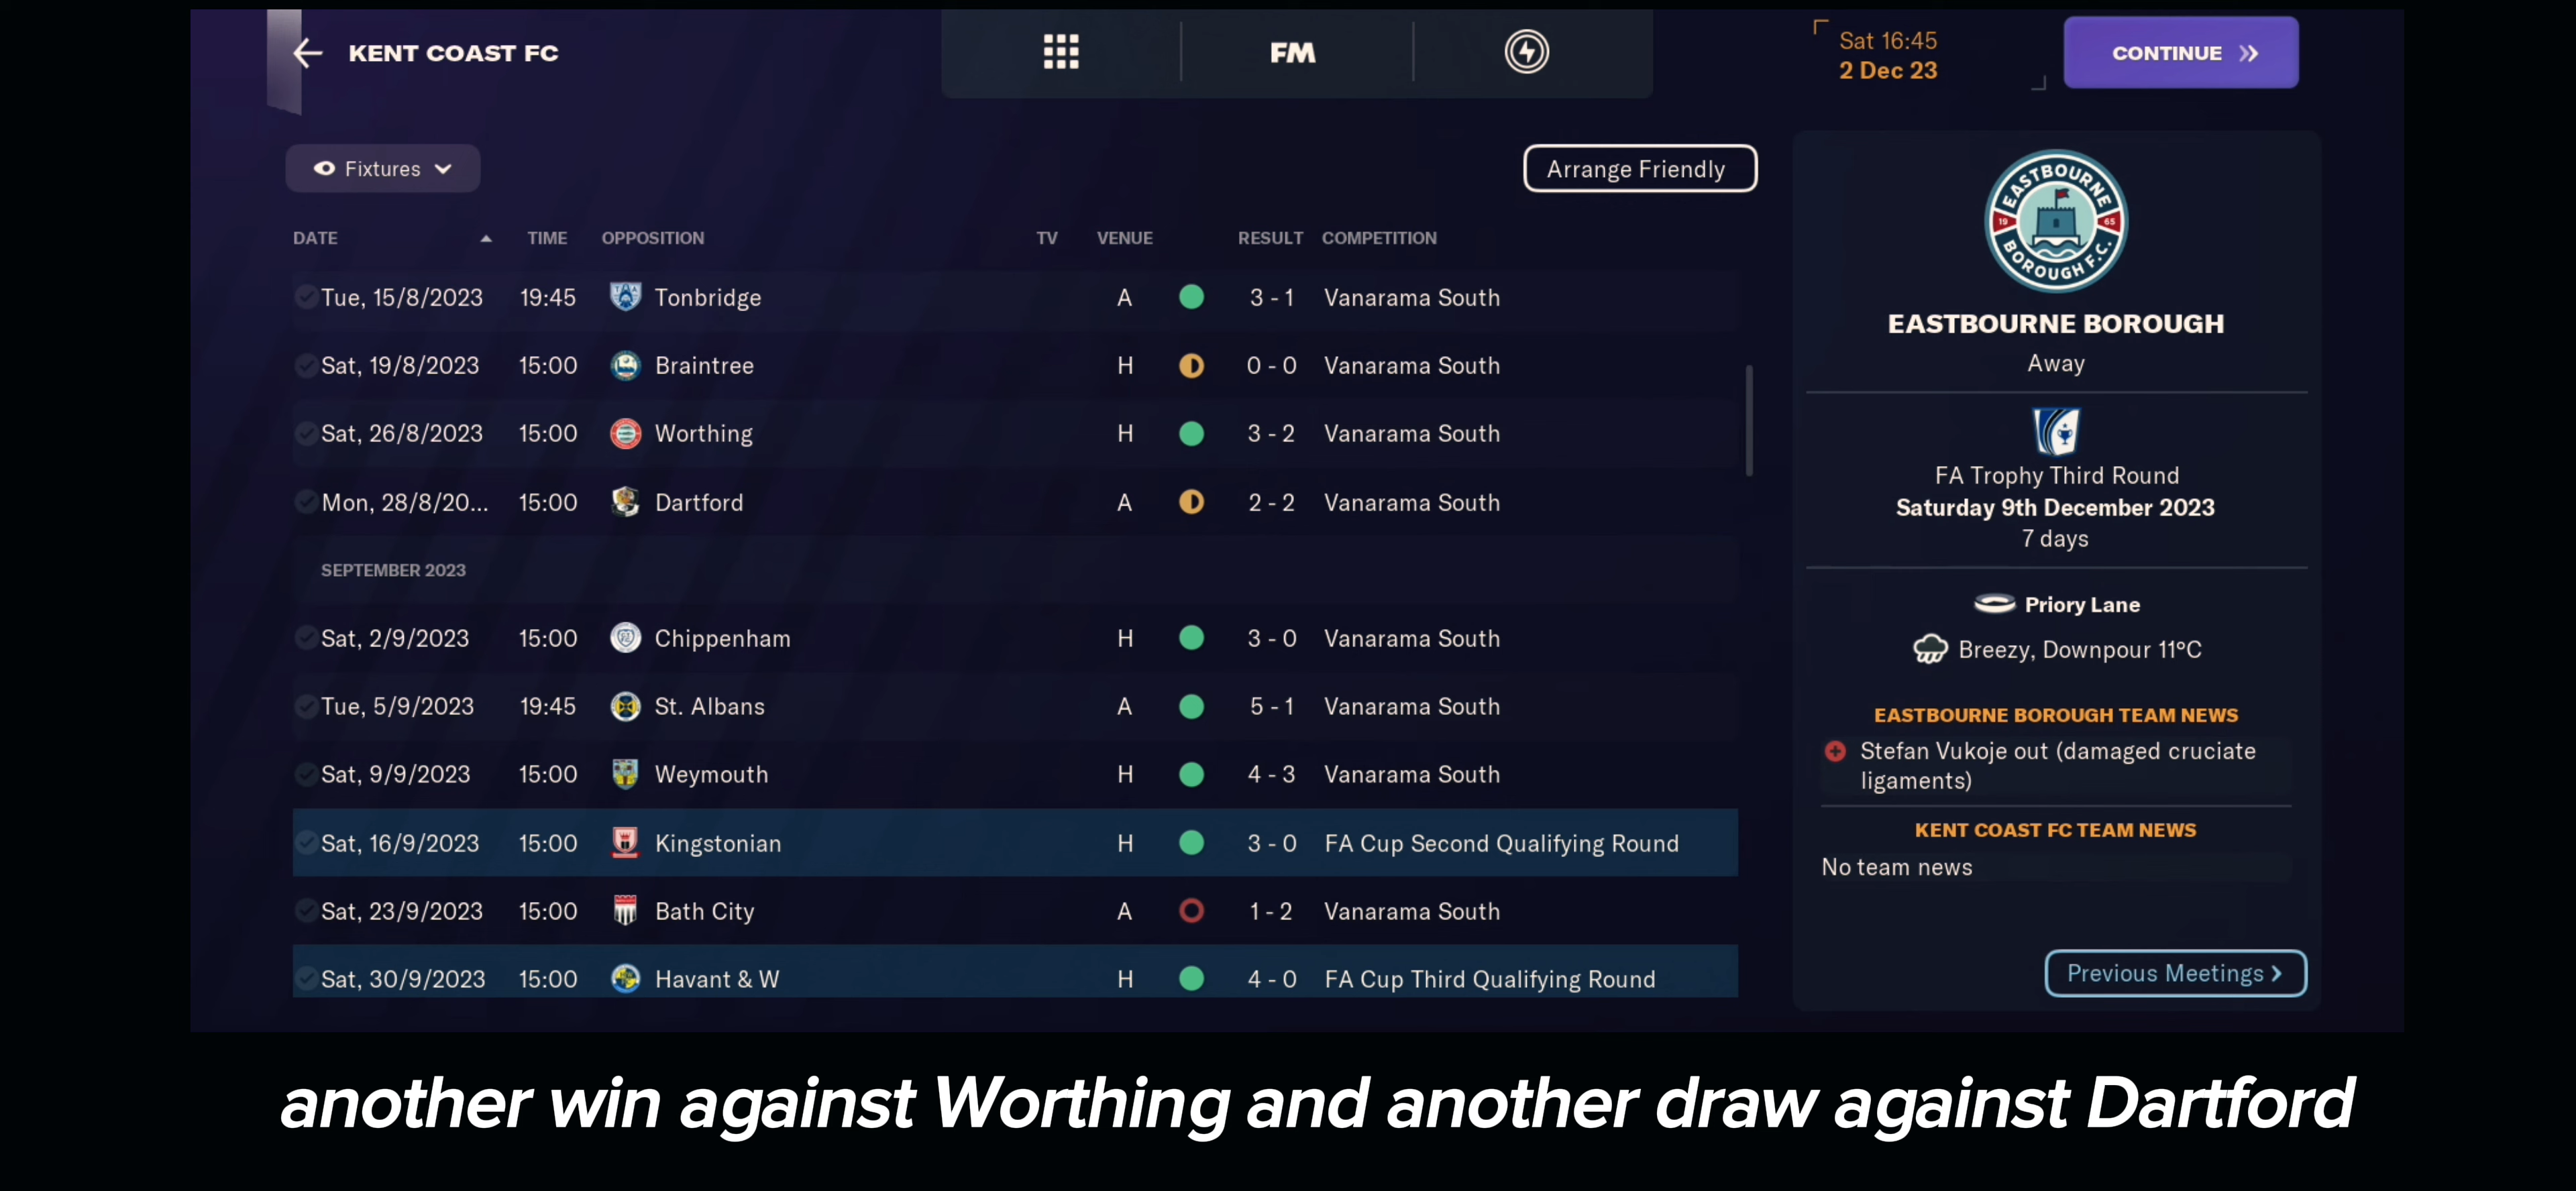 KENT COAST FC
FM
Sat 16:45
2 Dec 23
CONTINUE
Fixtures
Arrange Friendly
DATE TIME OPPOSITION TV VENUE RESULT COMPETITION
Tue, 15/8/2023 19:45 Tonbridge A 3 - 1 Vanarama South
Sat, 19/8/2023 15:00 Braintree H 0 - 0 Vanarama South
Sat, 26/8/2023 15:00 Worthing H 3 - 2 Vanarama South
Mon, 28/8/20... 15:00 Dartford A 2 - 2 Vanarama South
SEPTEMBER 2023
Sat, 2/9/2023 15:00 Chippenham H 3 - 0 Vanarama South
Tue, 5/9/2023 19:45 St. Albans A 5 - 1 Vanarama South
Sat, 9/9/2023 15:00 Weymouth H 4 - 3 Vanarama South
Sat, 16/9/2023 15:00 Kingstonian H 3 - 0 FA Cup Second Qualifying Round
Sat, 23/9/2023 15:00 Bath City A 1 - 2 Vanarama South
Sat, 30/9/2023 15:00 Havant & W H 4 - 0 FA Cup Third Qualifying Round
EASTBOURNE
19 65
BOROUGH F.C.
EASTBOURNE BOROUGH
Away
FA Trophy Third Round
Saturday 9th December 2023
7 days
Priory Lane
Breezy, Downpour 11°C
EASTBOURNE BOROUGH TEAM NEWS
Stefan Vukoje out (damaged cruciate
ligaments)
KENT COAST FC TEAM NEWS
No team news
Previous Meetings
another win against Worthing and another draw against Dartford